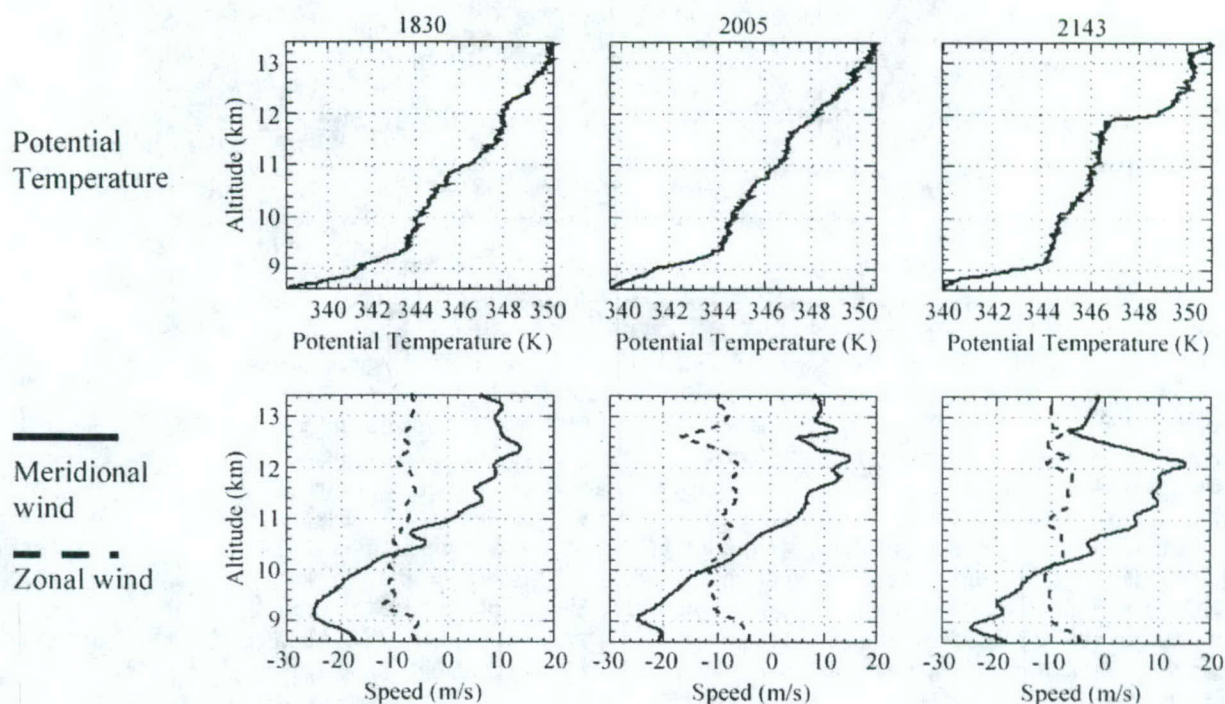 1830 2005 2143
Potential
Temperature
Altitude (km)
13
12
11
10
9
340 342 344 346 348 350
340 342 344 346 348 350
340 342 344 346 348 350
Potential Temperature (K) Potential Temperature (K) Potential Temperature (K)
Meridional
wind
Zonal wind
Altitude (km)
13
12
11
10
9
-30 -20 -10 0 10 20
-30 -20 -10 0 10 20
-30 -20 -10 0 10 20
Speed (m/s) Speed (m/s) Speed (m/s)